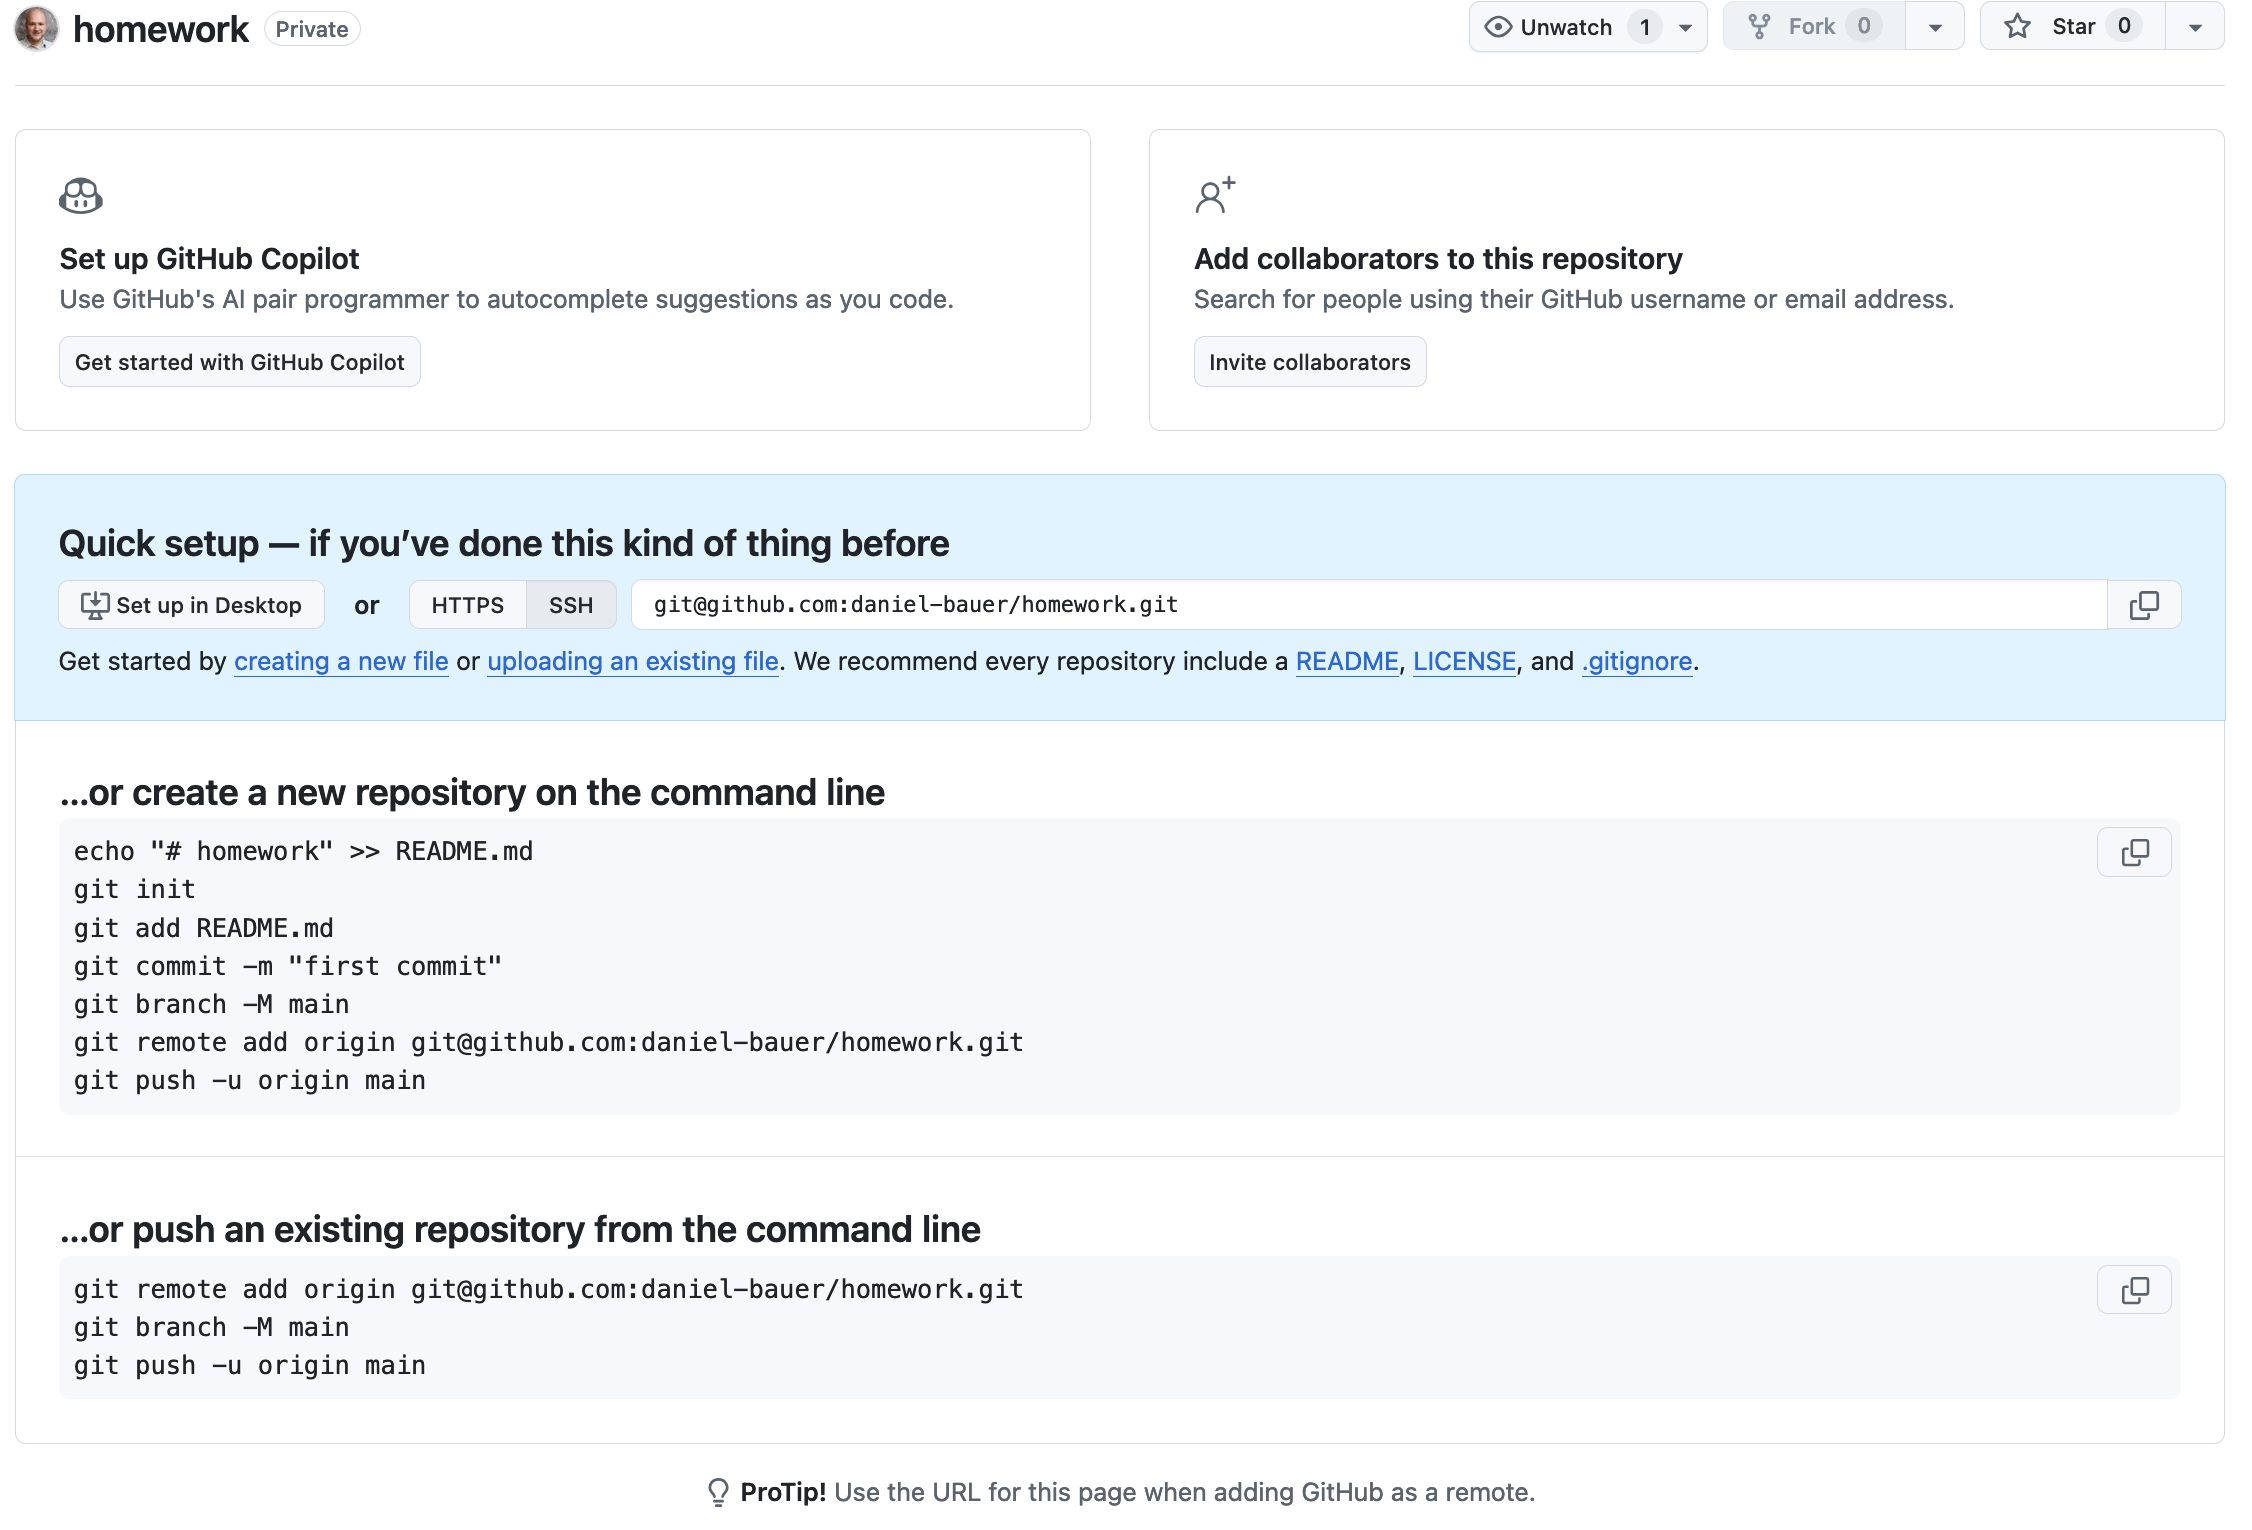 homework Private Unwatch 1 Fork 0 Star 0
Set up GitHub Copilot
Use GitHub's AI pair programmer to autocomplete suggestions as you code.
Get started with GitHub Copilot
Add collaborators to this repository
Search for people using their GitHub username or email address.
Invite collaborators
Quick setup — if you’ve done this kind of thing before
Set up in Desktop or HTTPS SSH git@github.com:daniel-bauer/homework.git
Get started by creating a new file or uploading an existing file. We recommend every repository include a README, LICENSE, and .gitignore.
…or create a new repository on the command line
echo "# homework" >> README.md
git init
git add README.md
git commit -m "first commit"
git branch -M main
git remote add origin git@github.com:daniel-bauer/homework.git
git push -u origin main
…or push an existing repository from the command line
git remote add origin git@github.com:daniel-bauer/homework.git
git branch -M main
git push -u origin main
ProTip! Use the URL for this page when adding GitHub as a remote.